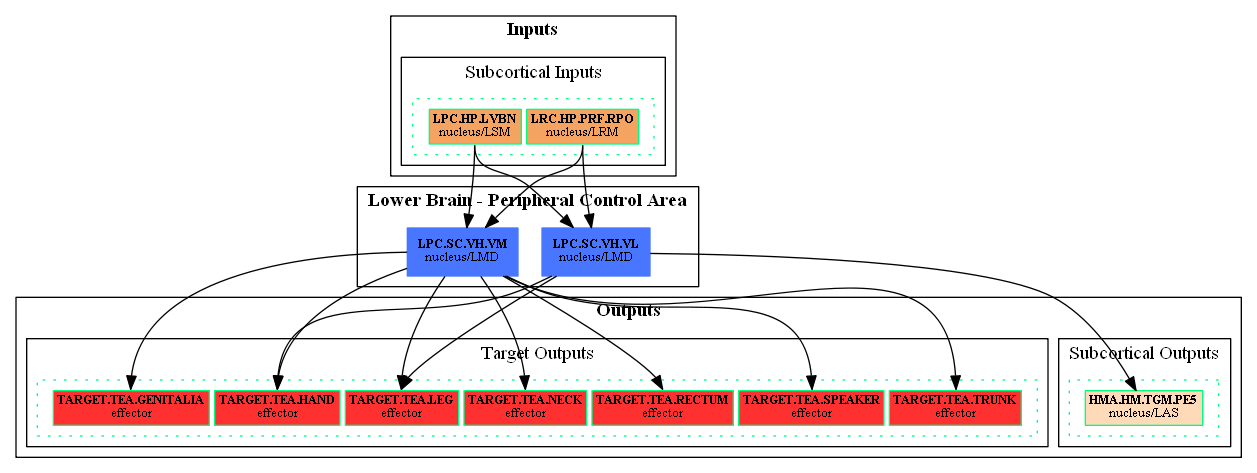 Inputs
Subcortical Inputs
LPC.HP.LVBN
nucleus/LSM
LRC.HP.PRF.RPO
nucleus/LRM
Lower Brain - Peripheral Control Area
LPC.SC.VH.VM
nucleus/LMD
LPC.SC.VH.VL
nucleus/LMD
Outputs
Target Outputs
TARGET.TEA.GENITALIA
effector
TARGET.TEA.HAND
effector
TARGET.TEA.LEG
effector
TARGET.TEA.NECK
effector
TARGET.TEA.RECTUM
effector
TARGET.TEA.SPEAKER
effector
TARGET.TEA.TRUNK
effector
Subcortical Outputs
HMA.HM.TGM.PE5
nucleus/LAS